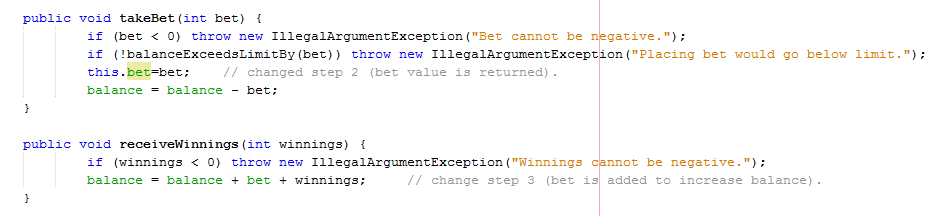 public void takeBet(int bet) {
if (bet < 0) throw new IllegalArgumentException("Bet cannot be negative.");
if (!balanceExceedsLimitBy(bet)) throw new IllegalArgumentException("Placing bet would go below limit.");
this.bet=bet;    // changed step 2 (bet value is returned).
balance = balance - bet;
}
public void receiveWinnings(int winnings) {
if (winnings < 0) throw new IllegalArgumentException("Winnings cannot be negative.");
balance = balance + bet + winnings;     // change step 3 (bet is added to increase balance).
}